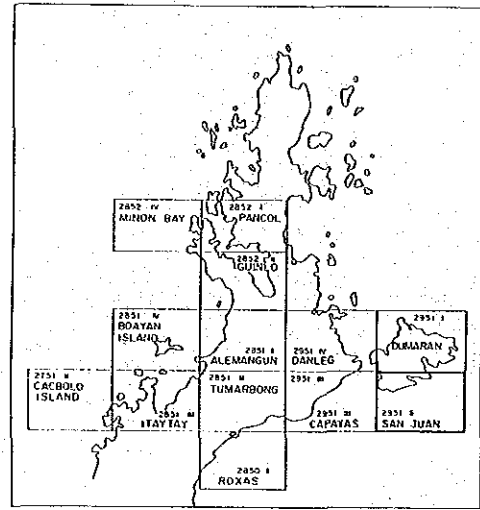 2852 IV
MINON BAY
2852 I
PANCOL
2852 II
GUINLO
2851 IV
BOAYAN
ISLAND
2851 I
ALEMANGUN
2951 IV
DANLEG
2951 I
DUMARAN
2751 II
CACBOLO
ISLAND
2851 III
ITAYTAY
2851 II
TUMARBONG
2951 III
2951 III
CAPAYAS
2951 II
SAN JUAN
2850 I
ROXAS